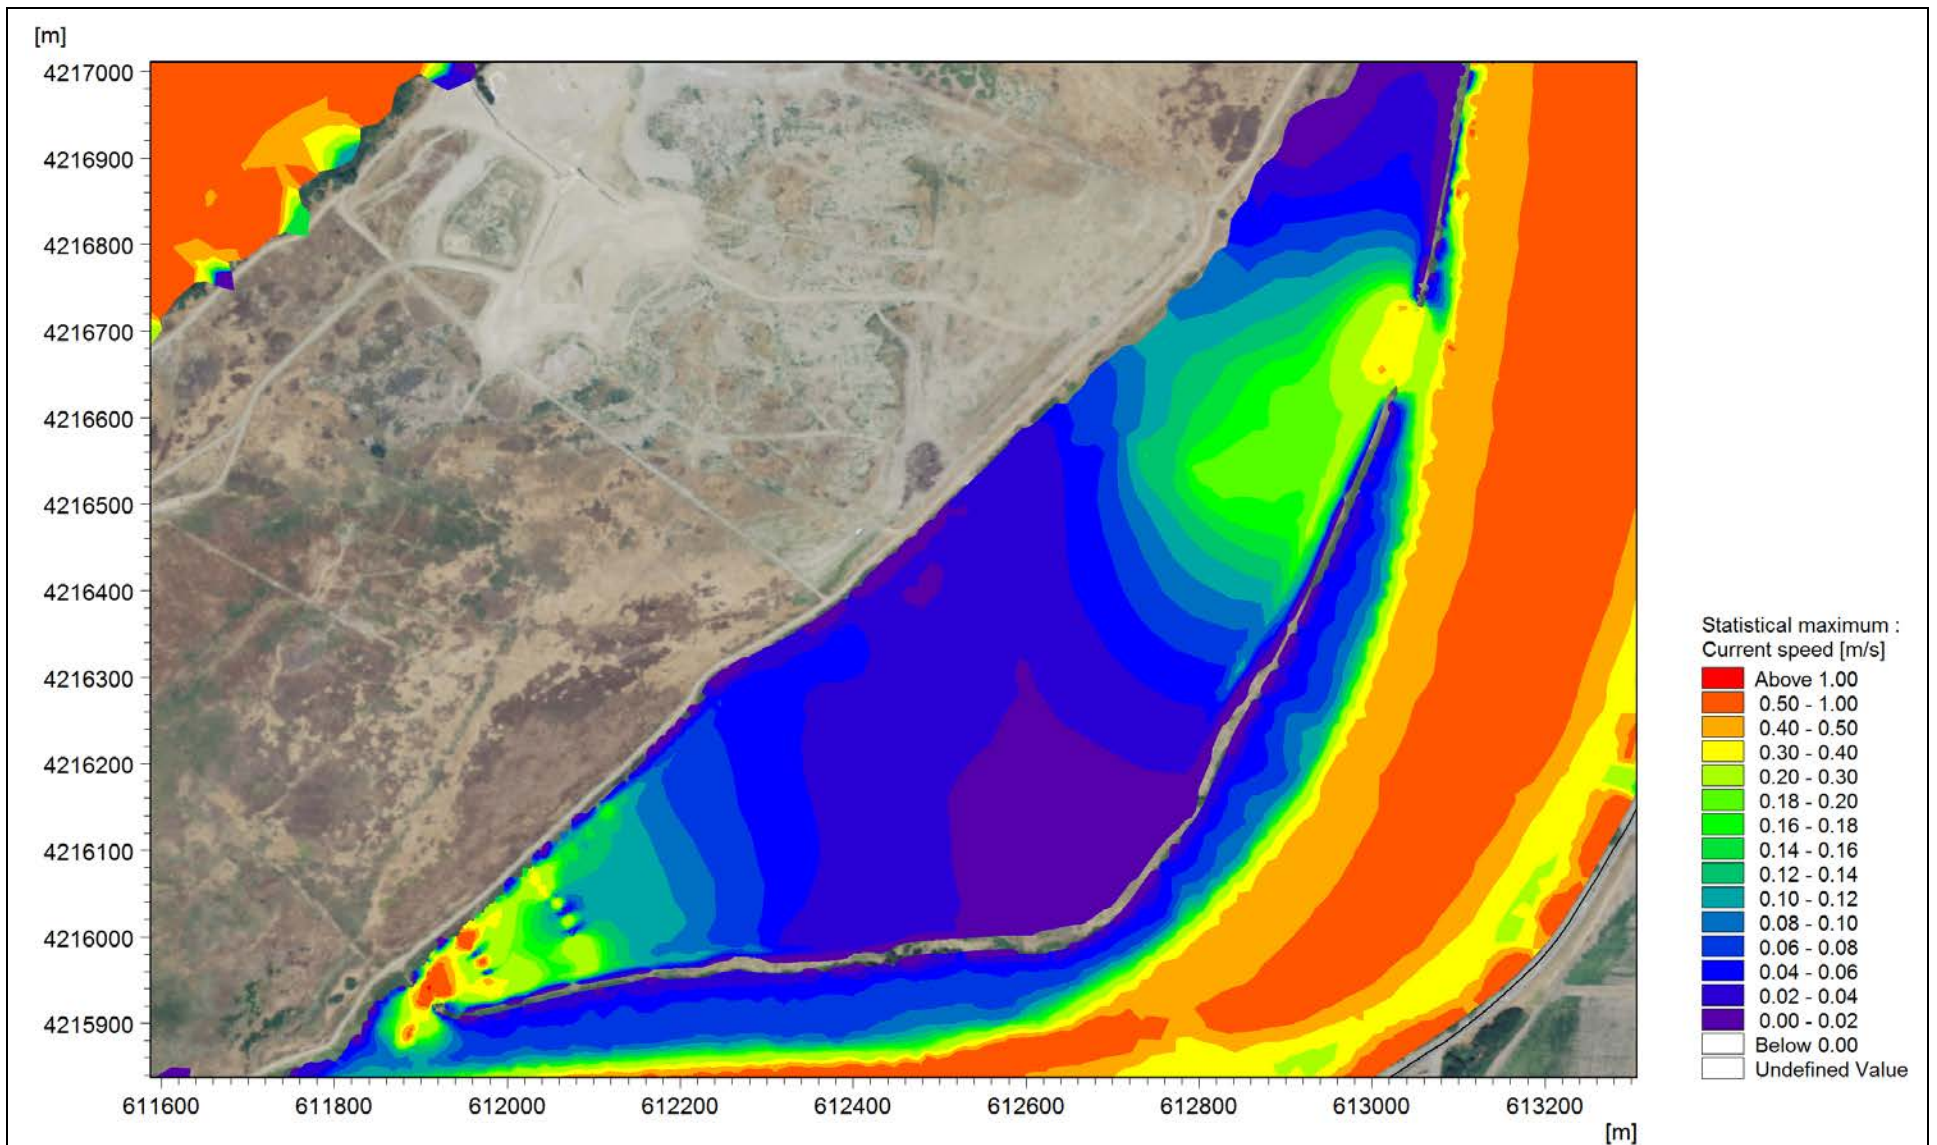 [m]
4217000
4216900
4216800
4216700
4216600
4216500
4216400
4216300
4216200
4216100
4216000
4215900
611600 611800 612000 612200 612400 612600 612800 613000 613200
[m]
Statistical maximum :
Current speed [m/s]
Above 1.00
0.50 - 1.00
0.40 - 0.50
0.30 - 0.40
0.20 - 0.30
0.18 - 0.20
0.16 - 0.18
0.14 - 0.16
0.12 - 0.14
0.10 - 0.12
0.08 - 0.10
0.06 - 0.08
0.04 - 0.06
0.02 - 0.04
0.00 - 0.02
Below 0.00
Undefined Value